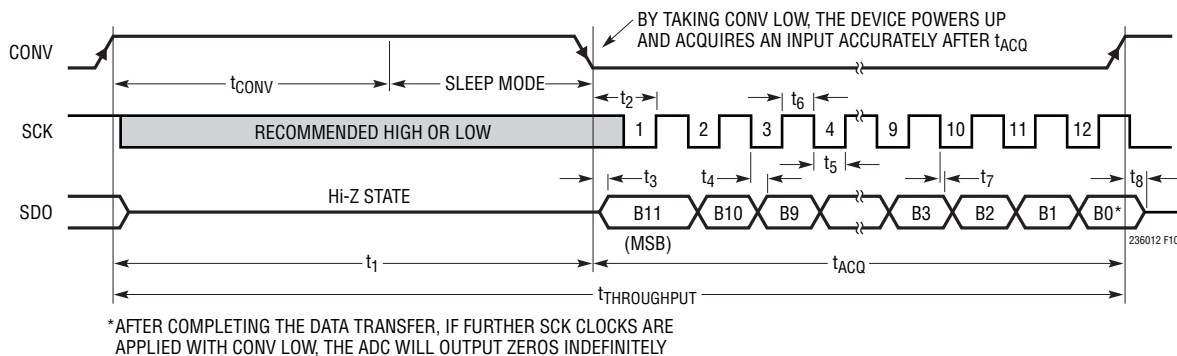 BY TAKING CONV LOW, THE DEVICE POWERS UP
AND ACQUIRES AN INPUT ACCURATELY AFTER tACQ
CONV
tCONV
SLEEP MODE
t2
t6
SCK
RECOMMENDED HIGH OR LOW
1 2 3 4 9 10 11 12
t3
t4
t5
t7
t8
SDO
Hi-Z STATE
B11 B10 B9 B3 B2 B1 B0*
(MSB)
236012 F10
t1
tACQ
tTHROUGHPUT
*AFTER COMPLETING THE DATA TRANSFER, IF FURTHER SCK CLOCKS ARE
APPLIED WITH CONV LOW, THE ADC WILL OUTPUT ZEROS INDEFINITELY